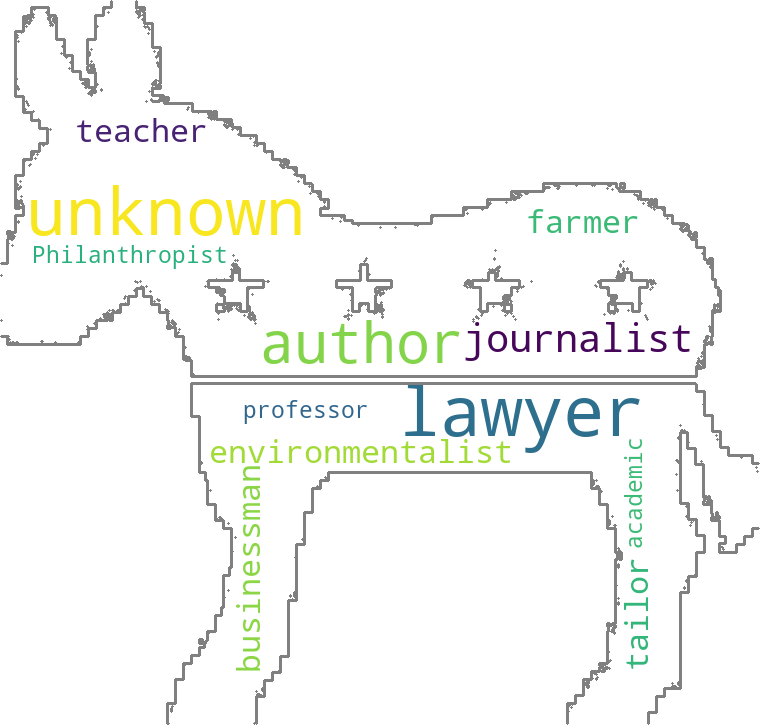 teacher
unknown
farmer
Philanthropist
author
journalist
lawyer
professor
environmentalist
businessman
academic
tailor